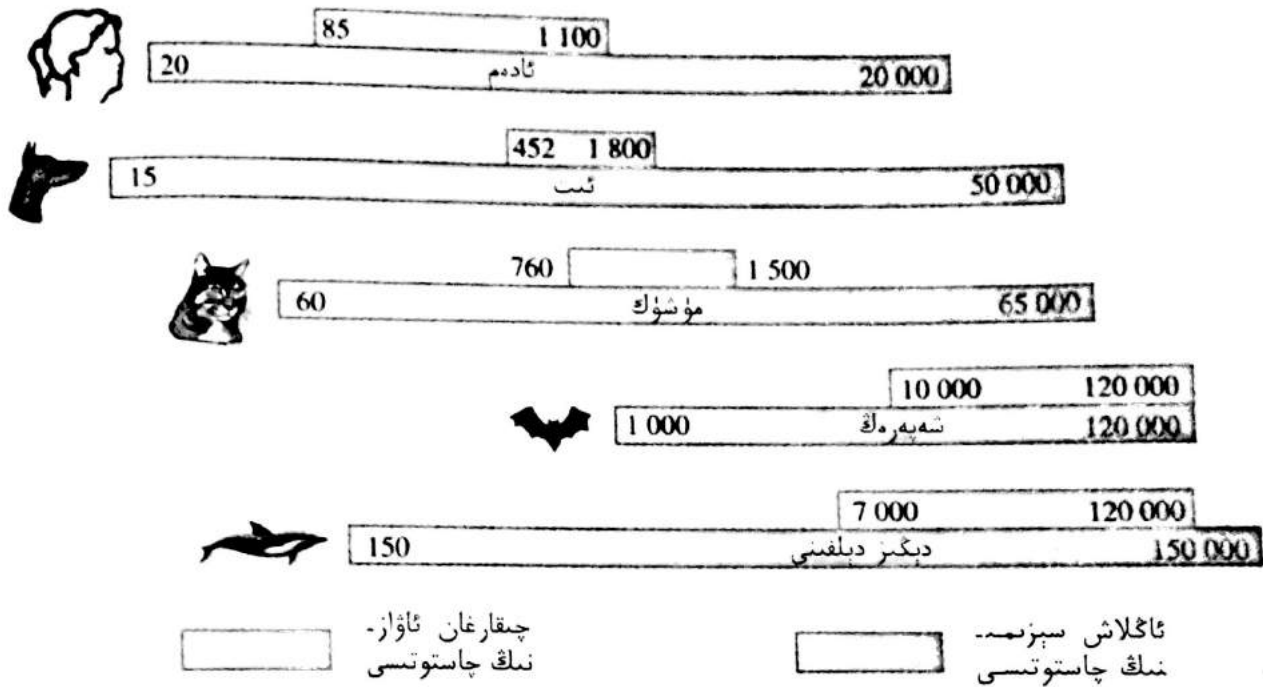 85 1 100
20 ئادەم 20 000
452 1 800
15 ئىت 50 000
760 1 500
60 مۈشۈك 65 000
10 000 120 000
1 000 شەپەرەڭ 120 000
7 000 120 000
150 دېڭىز دېلفىنى 150 000
چىقارغان ئاۋاز-
نىڭ چاستوتىسى
ئاڭلاش سېزىمى-
نىڭ چاستوتىسى